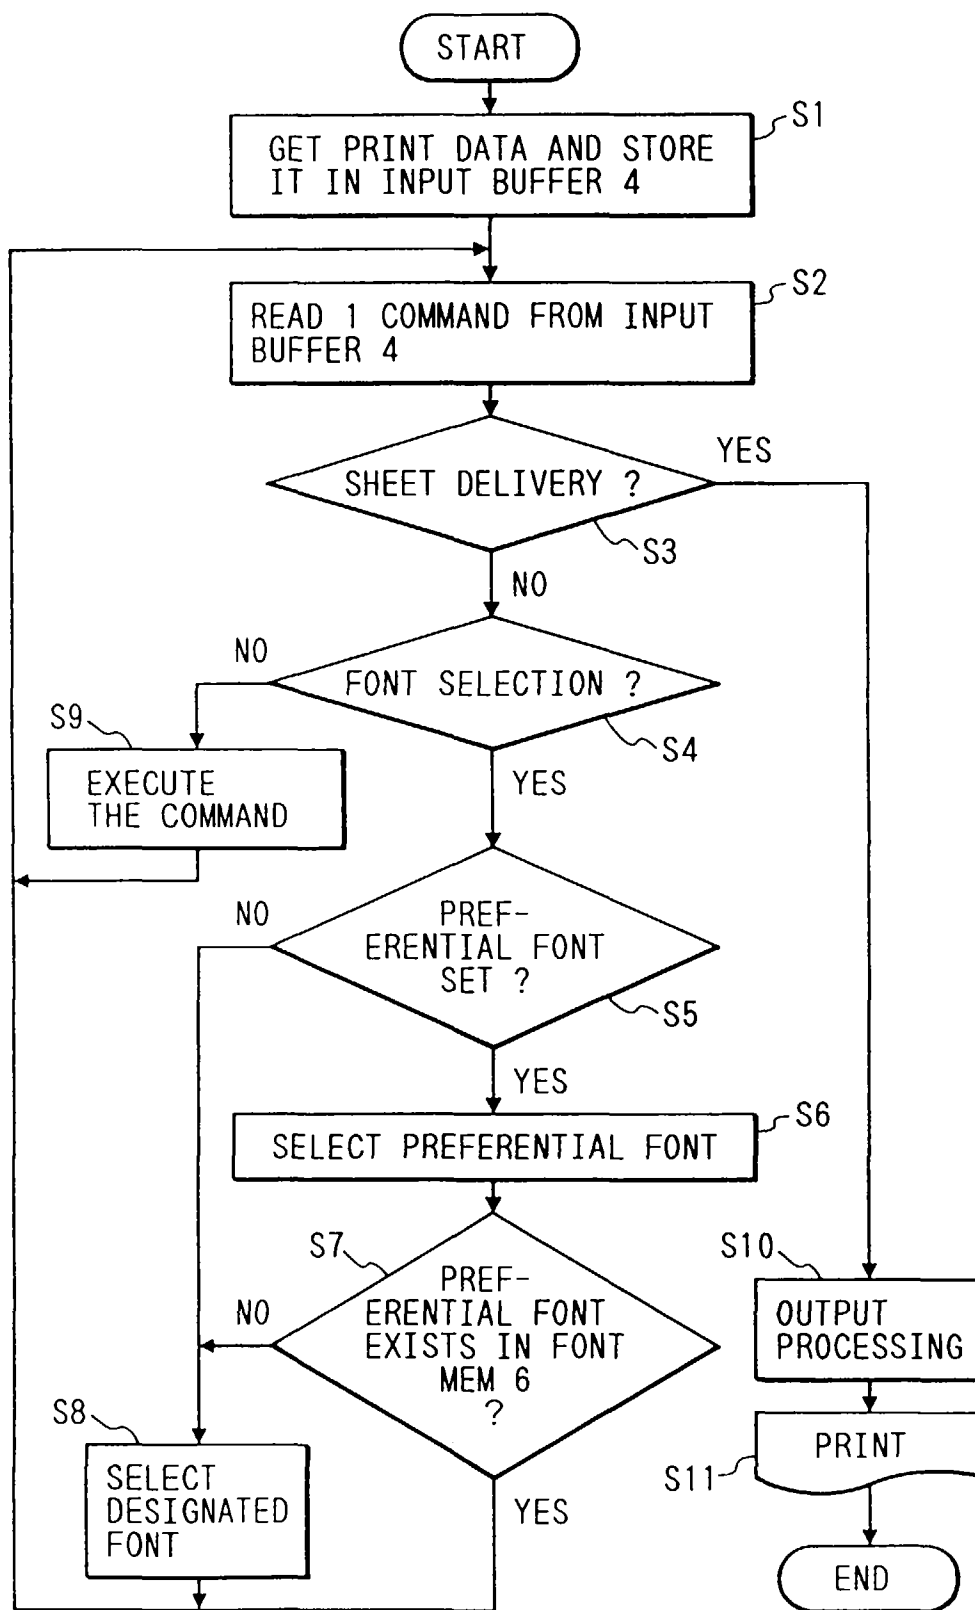 START
S1
GET PRINT DATA AND STORE
IT IN INPUT BUFFER 4
S2
READ 1 COMMAND FROM INPUT
BUFFER 4
YES
SHEET DELIVERY ?
S3
NO
NO
FONT SELECTION ?
S4
S9
YES
EXECUTE
THE COMMAND
NO
PREF-
ERENTIAL FONT
SET ?
S5
YES
S6
SELECT PREFERENTIAL FONT
S7
S10
PREF-
NO
ERENTIAL FONT
EXISTS IN FONT
MEM 6
?
OUTPUT
PROCESSING
S8
PRINT
S11
SELECT
DESIGNATED
FONT
YES
END